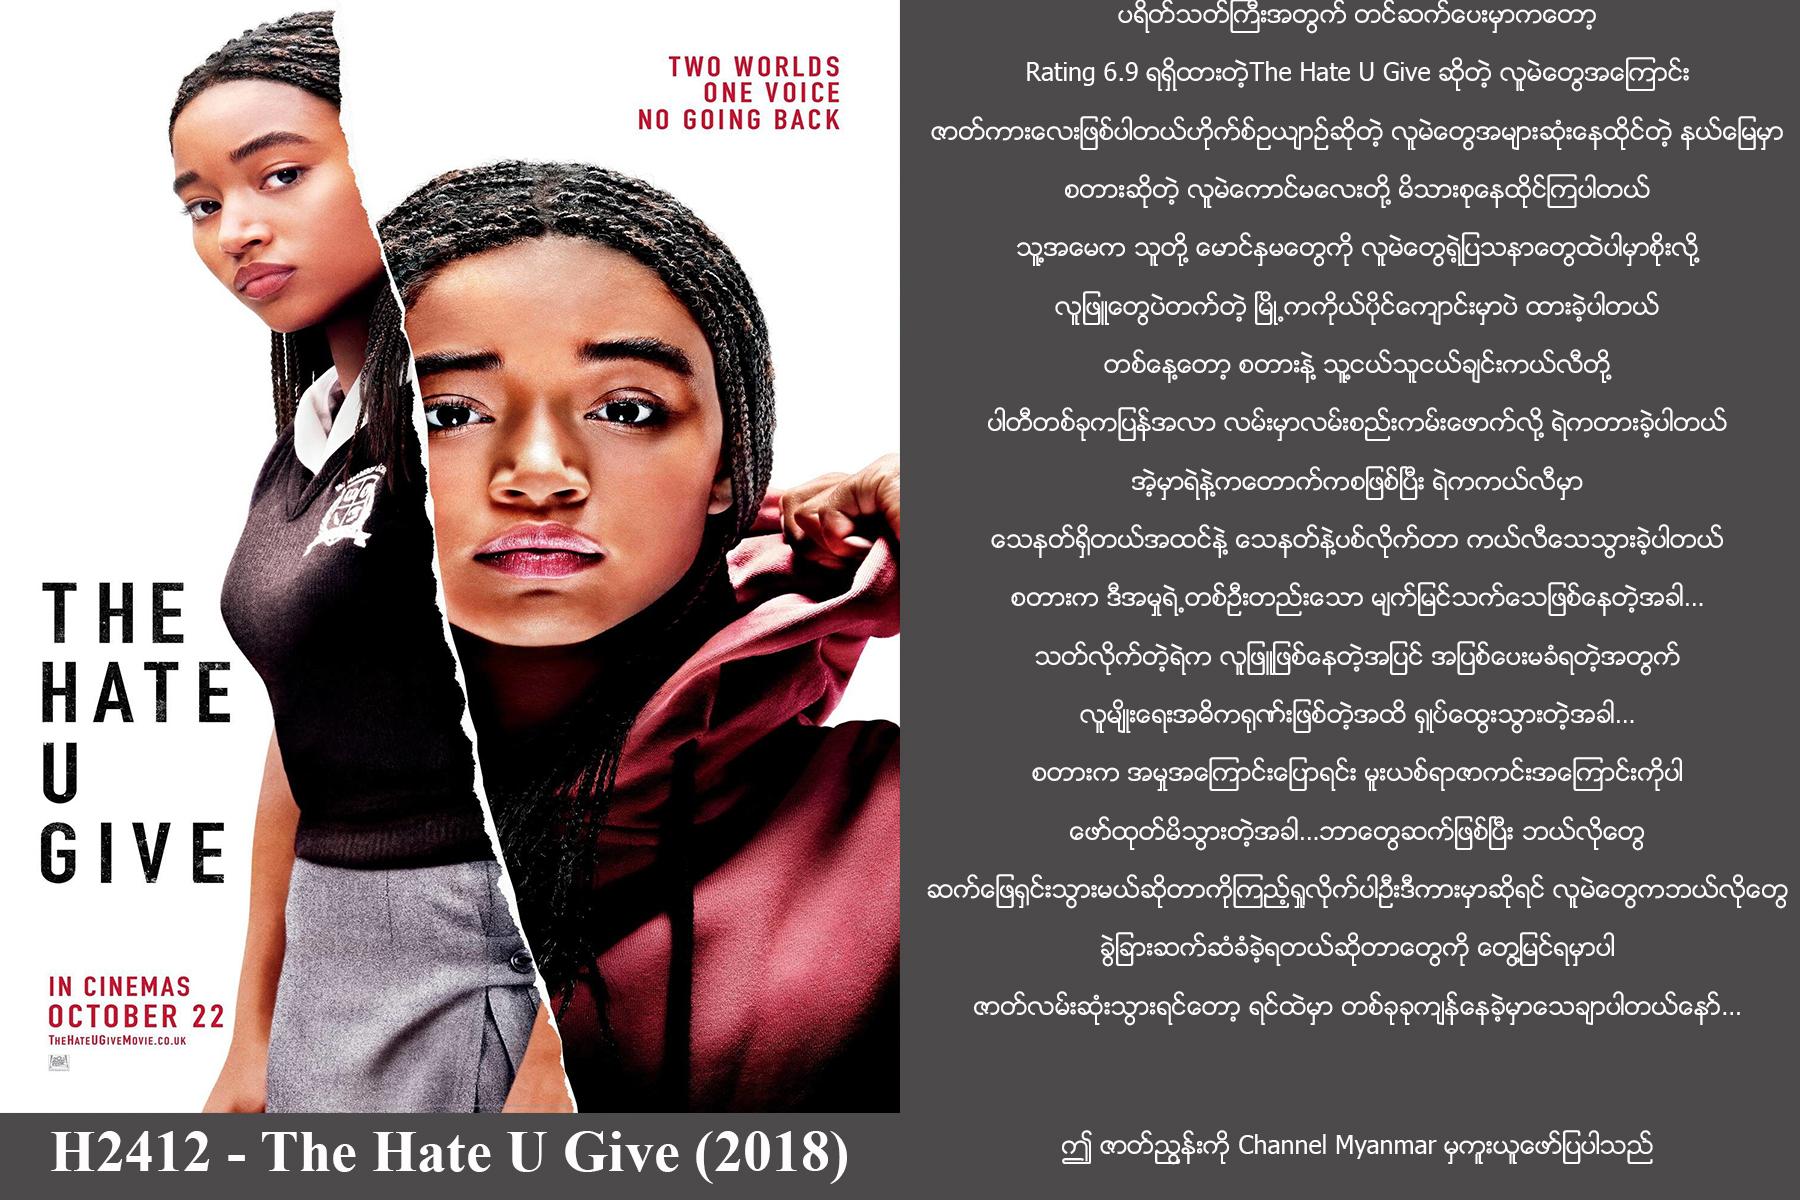 TWO WORLDS
ONE VOICE
NO GOING BACK
THE
HATE
U
GIVE
IN CINEMAS
OCTOBER 22
THEHATEUGIVEMOVIE.CO.UK
H2412 - The Hate U Give (2018)
ပရိတ်သတ်ကြီးအတွက် တင်ဆက်ပေးမှာကတော့
Rating 6.9 ရရှိထားတဲ့The Hate U Give ဆိုတဲ့ လူမဲတွေအကြောင်း
ဇာတ်ကားလေးဖြစ်ပါတယ်ဟိုက်စ်ဥယျာဉ်ဆိုတဲ့ လူမဲတွေအများဆုံးနေထိုင်တဲ့ နယ်မြေမှာ
စတားဆိုတဲ့ လူမဲကောင်မလေးတို့ မိသားစုနေထိုင်ကြပါတယ်
သူ့အမေက သူတို့ မောင်နှမတွေကို လူမဲတွေရဲ့ပြသနာတွေထဲပါမှာစိုးလို့
လူဖြူတွေပဲတက်တဲ့ မြို့ကကိုယ်ပိုင်ကျောင်းမှာပဲ ထားခဲ့ပါတယ်
တစ်နေ့တော့ စတားနဲ့ သူ့ငယ်သူငယ်ချင်းကယ်လီတို့
ပါတီတစ်ခုကပြန်အလာ လမ်းမှာလမ်းစည်းကမ်းဖောက်လို့ ရဲကတားခဲ့ပါတယ်
အဲ့မှာရဲနဲ့ကတောက်ကစဖြစ်ပြီး ရဲကကယ်လီမှာ
သေနတ်ရှိတယ်အထင်နဲ့ သေနတ်နဲ့ပစ်လိုက်တာ ကယ်လီသေသွားခဲ့ပါတယ်
စတားက ဒီအမှုရဲ့တစ်ဦးတည်းသော မျက်မြင်သက်သေဖြစ်နေတဲ့အခါ...
သတ်လိုက်တဲ့ရဲက လူဖြူဖြစ်နေတဲ့အပြင် အပြစ်ပေးမခံရတဲ့အတွက်
လူမျိုးရေးအဓိကရုဏ်းဖြစ်တဲ့အထိ ရှုပ်ထွေးသွားတဲ့အခါ...
စတားက အမှုအကြောင်းပြောရင်း မူးယစ်ရာဇာကင်းအကြောင်းကိုပါ
ဖော်ထုတ်မိသွားတဲ့အခါ...ဘာတွေဆက်ဖြစ်ပြီး ဘယ်လိုတွေ
ဆက်ဖြေရှင်းသွားမယ်ဆိုတာကိုကြည့်ရှုလိုက်ပါဦးဒီကားမှာဆိုရင် လူမဲတွေကဘယ်လိုတွေ
ခွဲခြားဆက်ဆံခံခဲ့ရတယ်ဆိုတာတွေကို တွေ့မြင်ရမှာပါ
ဇာတ်လမ်းဆုံးသွားရင်တော့ ရင်ထဲမှာ တစ်ခုခုကျန်နေခဲ့မှာသေချာပါတယ်နော်...
ဤ ဇာတ်ညွှန်းကို Channel Myanmar မှကူးယူဖော်ပြပါသည်